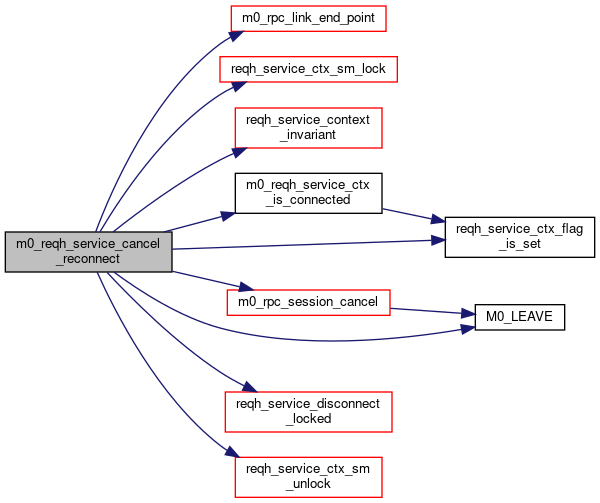 m0_rpc_link_end_point
reqh_service_ctx_sm_lock
reqh_service_context
_invariant
m0_reqh_service_ctx
_is_connected
reqh_service_ctx_flag
_is_set
m0_reqh_service_cancel
_reconnect
m0_rpc_session_cancel
M0_LEAVE
reqh_service_disconnect
_locked
reqh_service_ctx_sm
_unlock